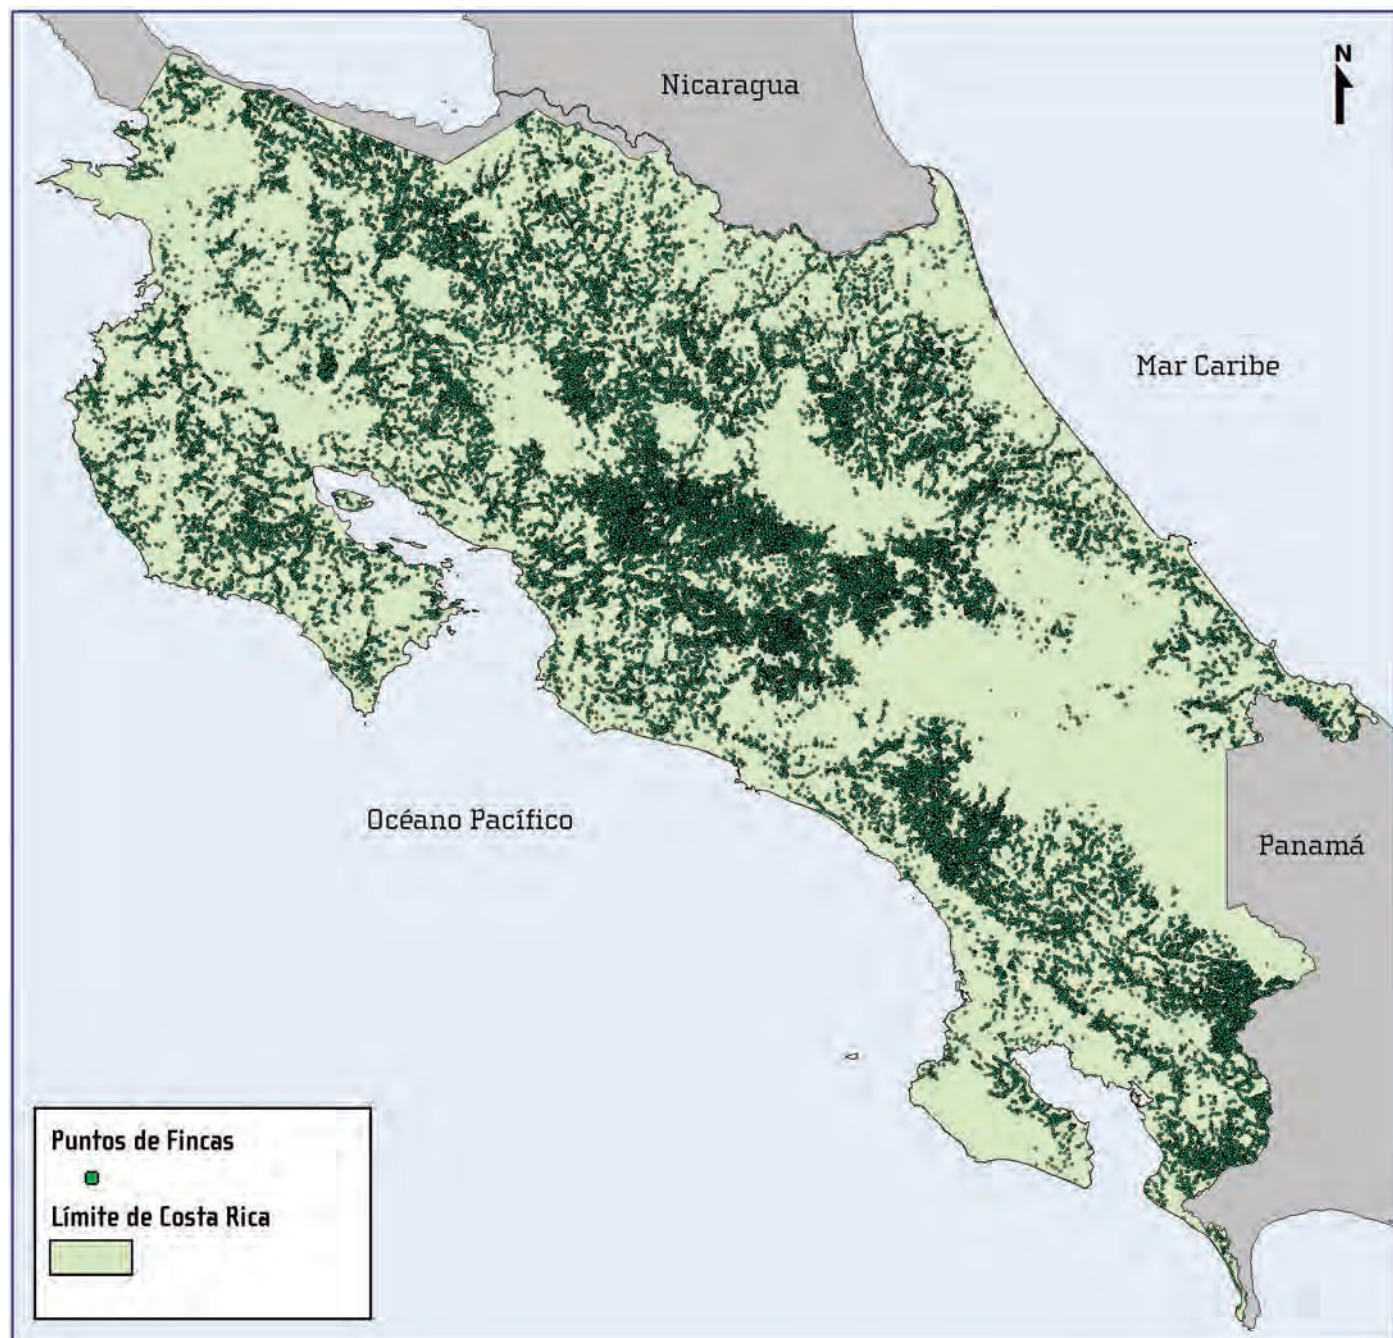 Nicaragua
N
Mar Caribe
Océano Pacífico
Panamá
Puntos de Fincas
Límite de Costa Rica